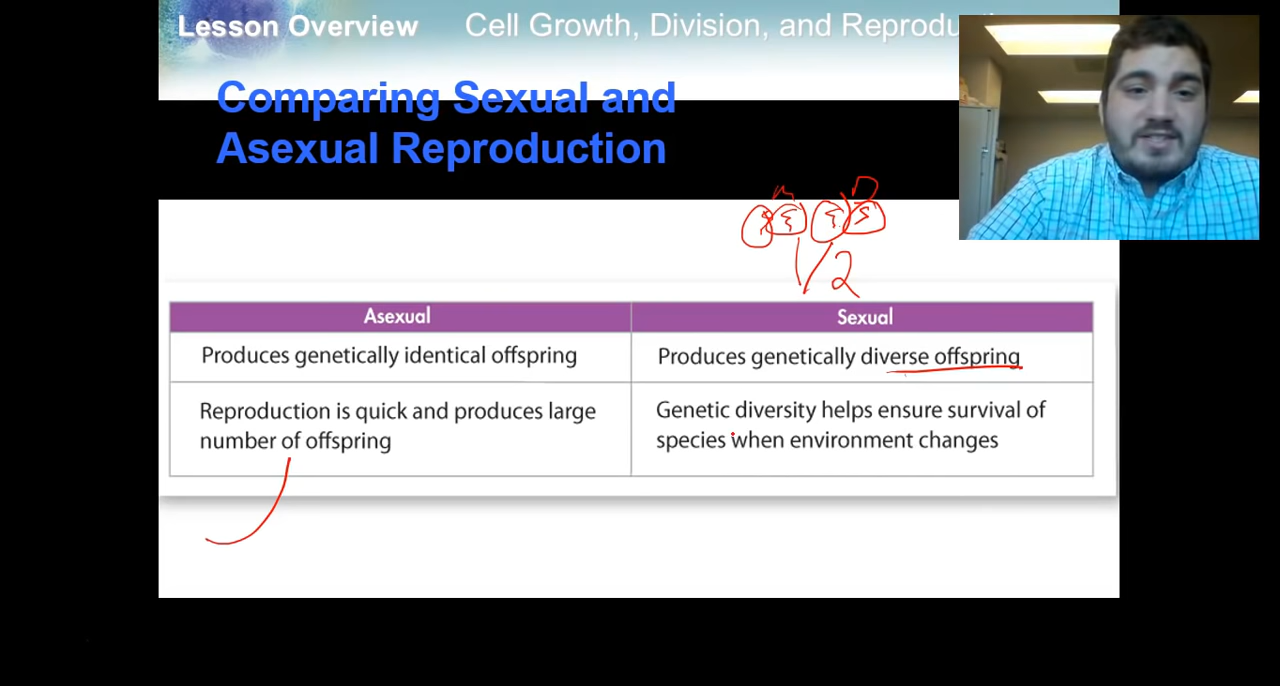 Lesson Overview
Cell Growth, Division, and Reprodu
Comparing Sexual and
Asexual Reproduction
m D
1/2
Asexual
Sexual
Produces genetically identical offspring
Produces genetically diverse offspring
Reproduction is quick and produces large
number of offspring
Genetic diversity helps ensure survival of
species when environment changes